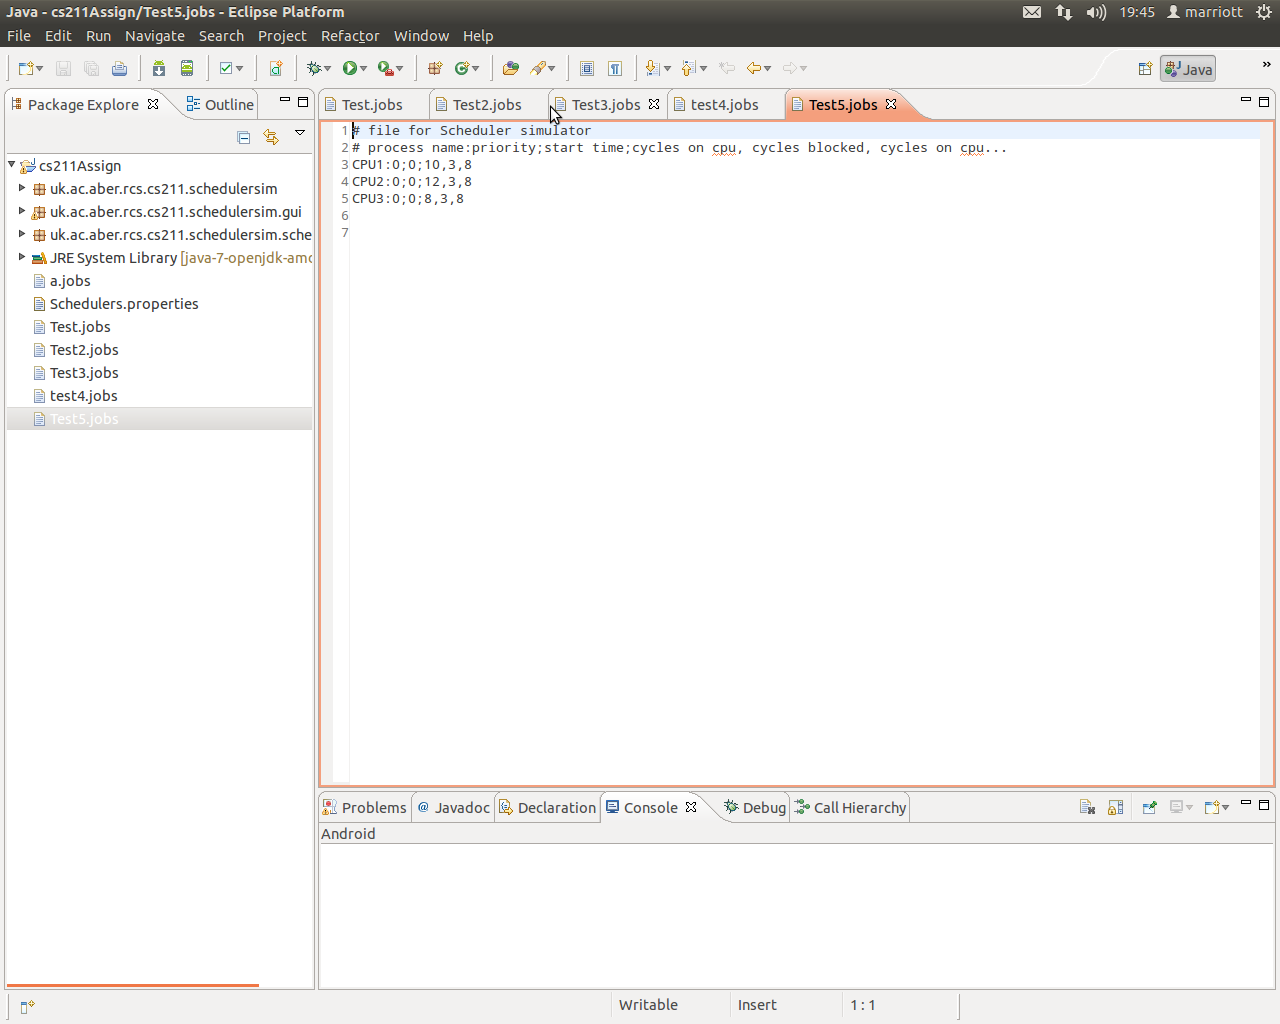 Java - cs211Assign/Test5.jobs - Eclipse Platform
19:45 marriott
File Edit Run Navigate Search Project Refactor Window Help
Java »
Package Explore Outline
Test.jobs Test2.jobs Test3.jobs test4.jobs Test5.jobs
cs211Assign
uk.ac.aber.rcs.cs211.schedulersim
uk.ac.aber.rcs.cs211.schedulersim.gui
uk.ac.aber.rcs.cs211.schedulersim.sche
JRE System Library [java-7-openjdk-amd
a.jobs
Schedulers.properties
Test.jobs
Test2.jobs
Test3.jobs
test4.jobs
Test5.jobs
1 # file for Scheduler simulator
2 # process name:priority;start time;cycles on cpu, cycles blocked, cycles on cpu...
3 CPU1:0;0;10,3,8
4 CPU2:0;0;12,3,8
5 CPU3:0;0;8,3,8
6
7
Problems @ Javadoc Declaration Console Debug Call Hierarchy
Android
Writable Insert 1 : 1